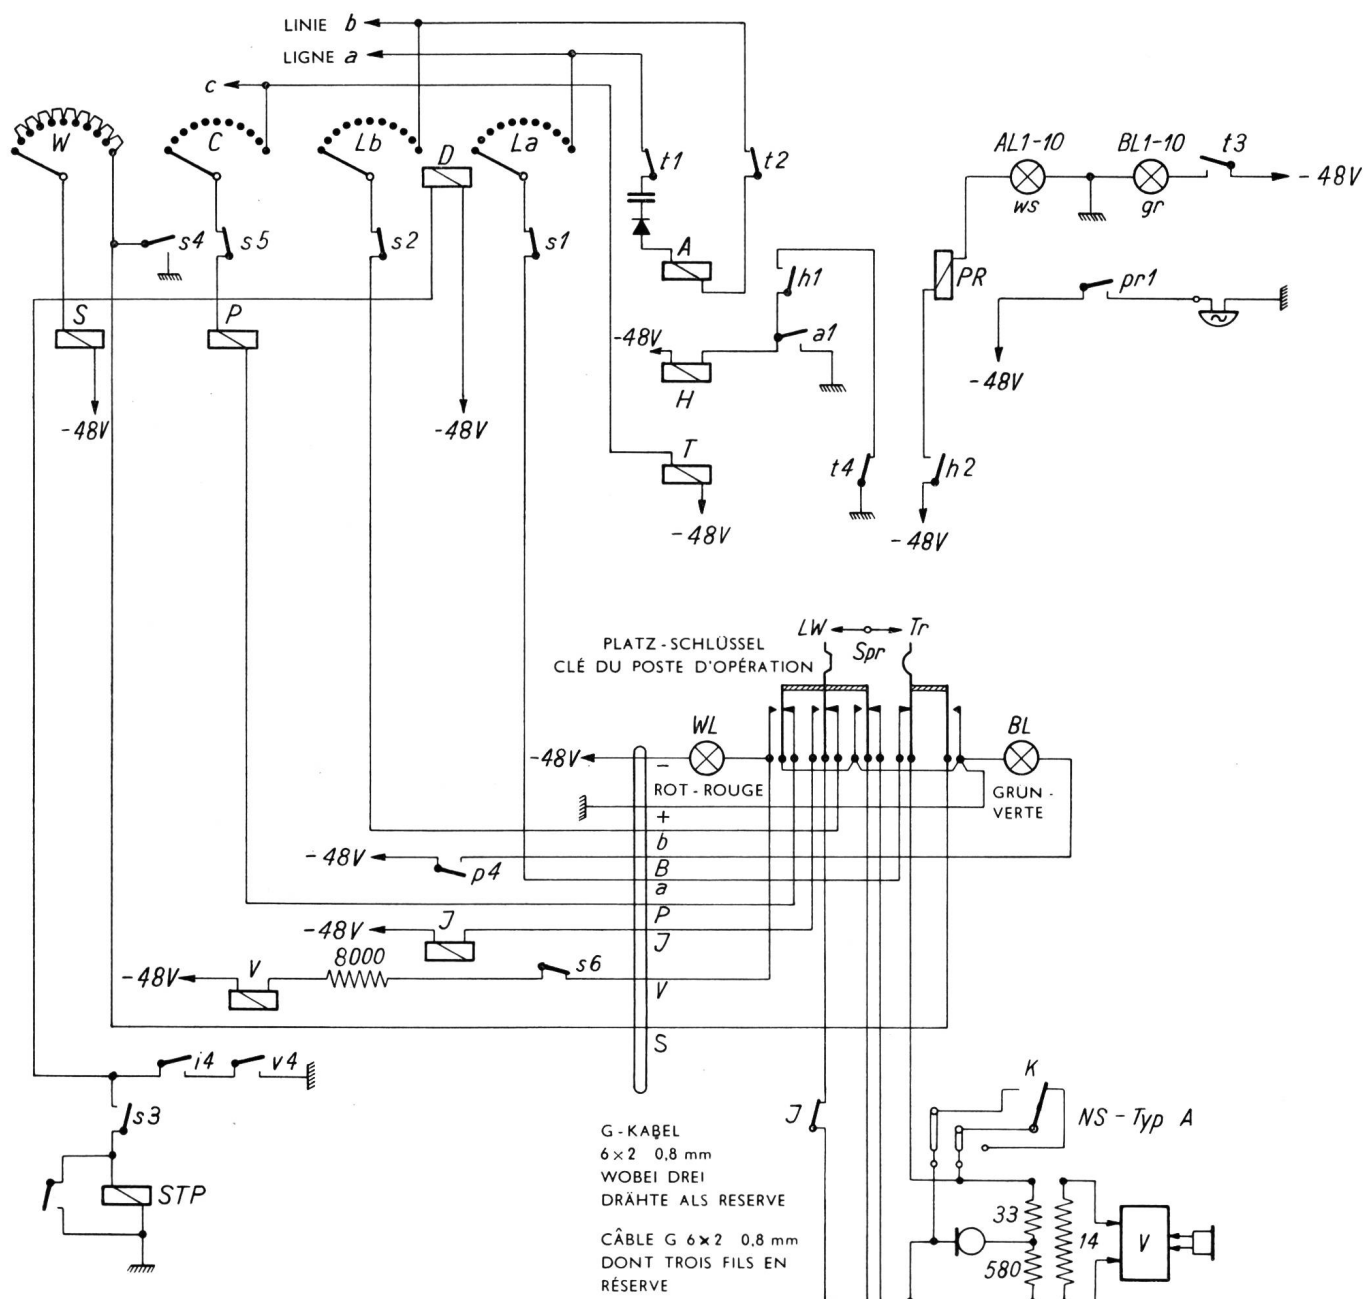 LINIE b
LIGNE a
c
W
C
Lb
D
La
t1
t2
AL1-10
BL1-10
t3
-48V
ws
gr
s4
s5
s2
s1
A
h1
PR
pr1
S
P
-48V
a1
H
-48V
-48V
-48V
T
t4
h2
-48V
-48V
LW
Tr
Spr
PLATZ-SCHLÜSSEL
CLÉ DU POSTE D'OPÉRATION
WL
BL
-48V
-
ROT-ROUGE
GRÜN-
VERTE
+
b
-48V
p4
B
a
P
-48V
J
J
8000
-48V
V
s6
V
S
i4
v4
s3
STP
J
K
NS-Typ A
G-KABEL
6×2 0,8 mm
WOBEI DREI
DRÄHTE ALS RESERVE
CÂBLE G 6×2 0,8 mm
DONT TROIS FILS EN
RÉSERVE
33
580
14
V